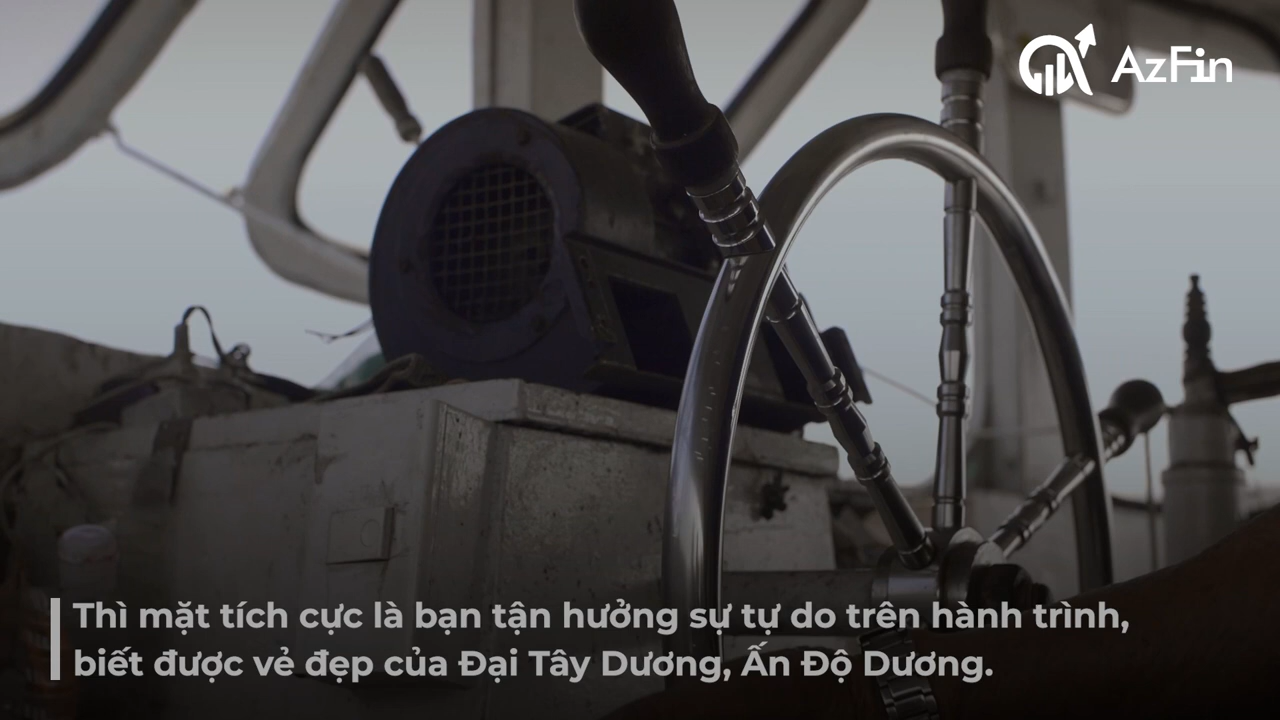 AzFin
Thì mặt tích cực là bạn tận hưởng sự tự do trên hành trình,
biết được vẻ đẹp của Đại Tây Dương, Ấn Độ Dương.